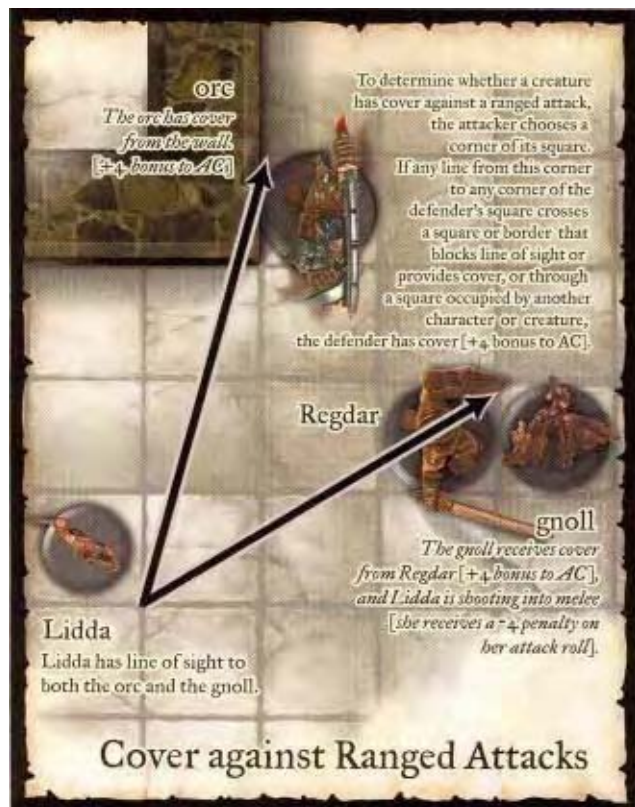 orc
The orc has cover
from the wall.
[+4 bonus to AC]
To determine whether a creature
has cover against a ranged attack,
the attacker chooses a
corner of its square.
If any line from this corner
to any corner of the
defender's square crosses
a square or border that
blocks line of sight or
provides cover, or through
a square occupied by another
character or creature,
the defender has cover [+4 bonus to AC].
Regdar
gnoll
The gnoll receives cover
from Regdar [+4 bonus to AC],
and Lidda is shooting into melee
[she receives a -4 penalty on
her attack roll].
Lidda
Lidda has line of sight to
both the orc and the gnoll.
Cover against Ranged Attacks